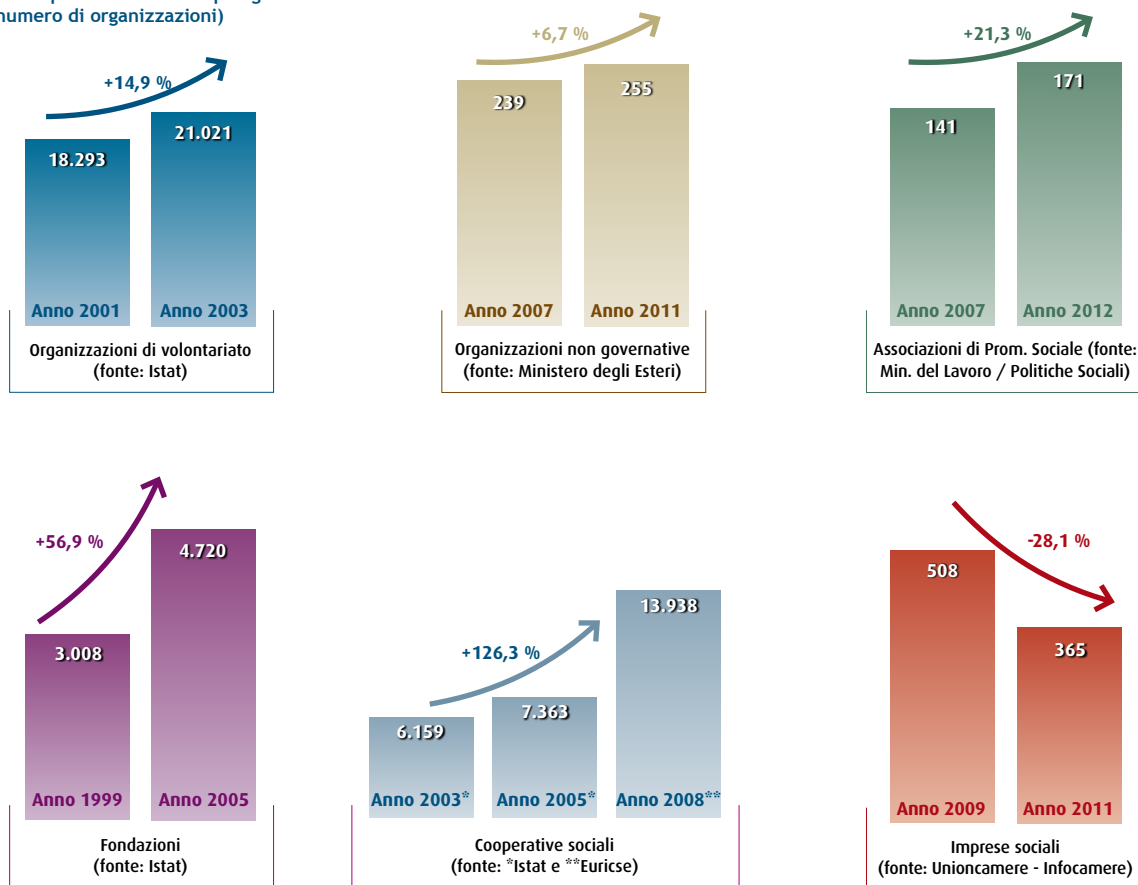 numero di organizzazioni)
+14,9 %
18.293
21.021
Anno 2001
Anno 2003
Organizzazioni di volontariato
(fonte: Istat)
+6,7 %
239
255
Anno 2007
Anno 2011
Organizzazioni non governative
(fonte: Ministero degli Esteri)
+21,3 %
141
171
Anno 2007
Anno 2012
Associazioni di Prom. Sociale (fonte:
Min. del Lavoro / Politiche Sociali)
+56,9 %
3.008
4.720
Anno 1999
Anno 2005
Fondazioni
(fonte: Istat)
+126,3 %
6.159
7.363
13.938
Anno 2003*
Anno 2005*
Anno 2008**
Cooperative sociali
(fonte: *Istat e **Euricse)
-28,1 %
508
365
Anno 2009
Anno 2011
Imprese sociali
(fonte: Unioncamere - Infocamere)